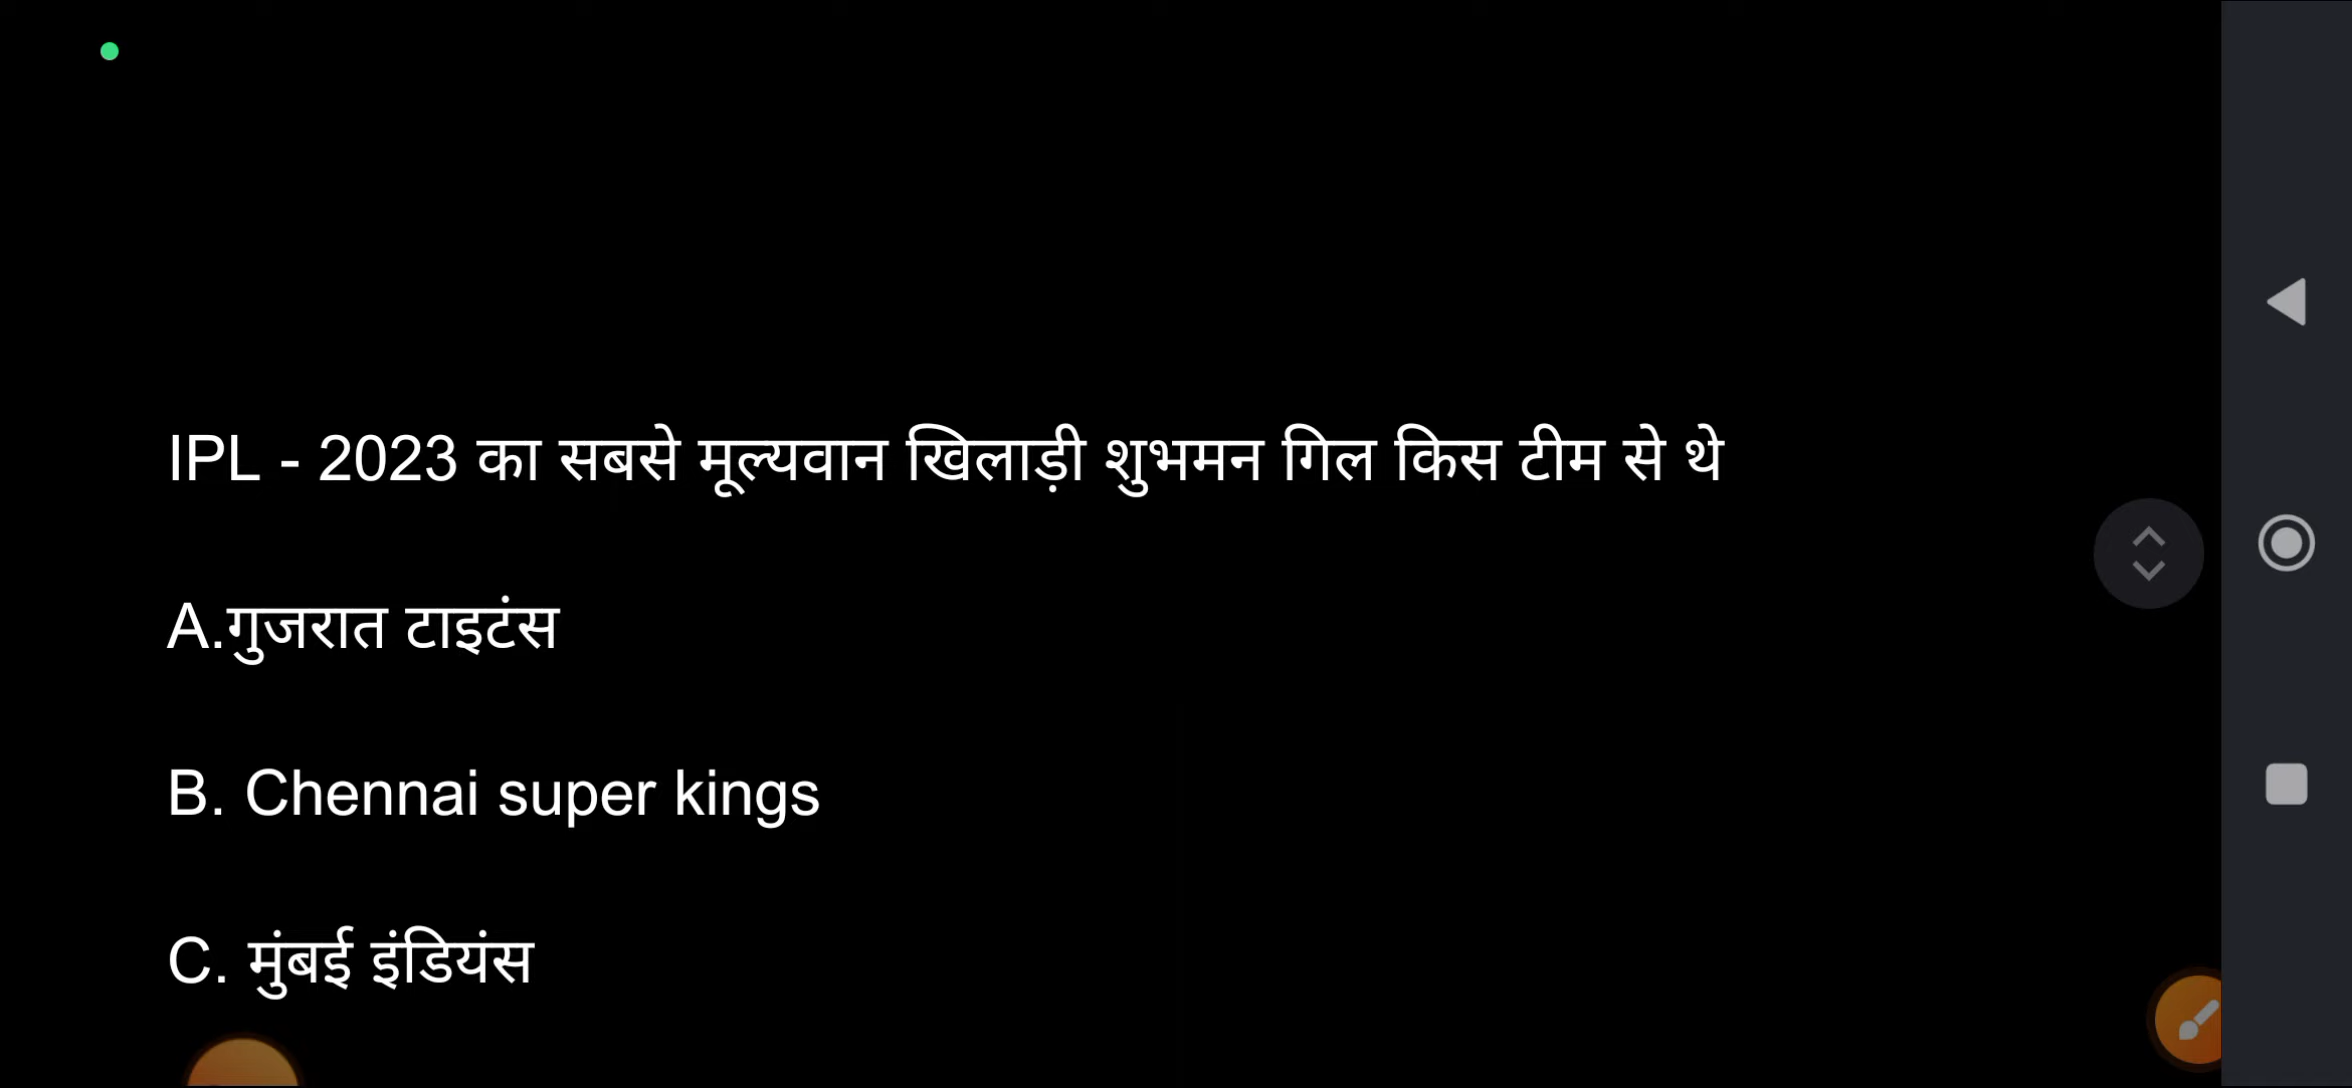 IPL - 2023 का सबसे मूल्यवान खिलाड़ी शुभमन गिल किस टीम से थे
A.गुजरात टाइटंस
B. Chennai super kings
C. मुंबई इंडियंस